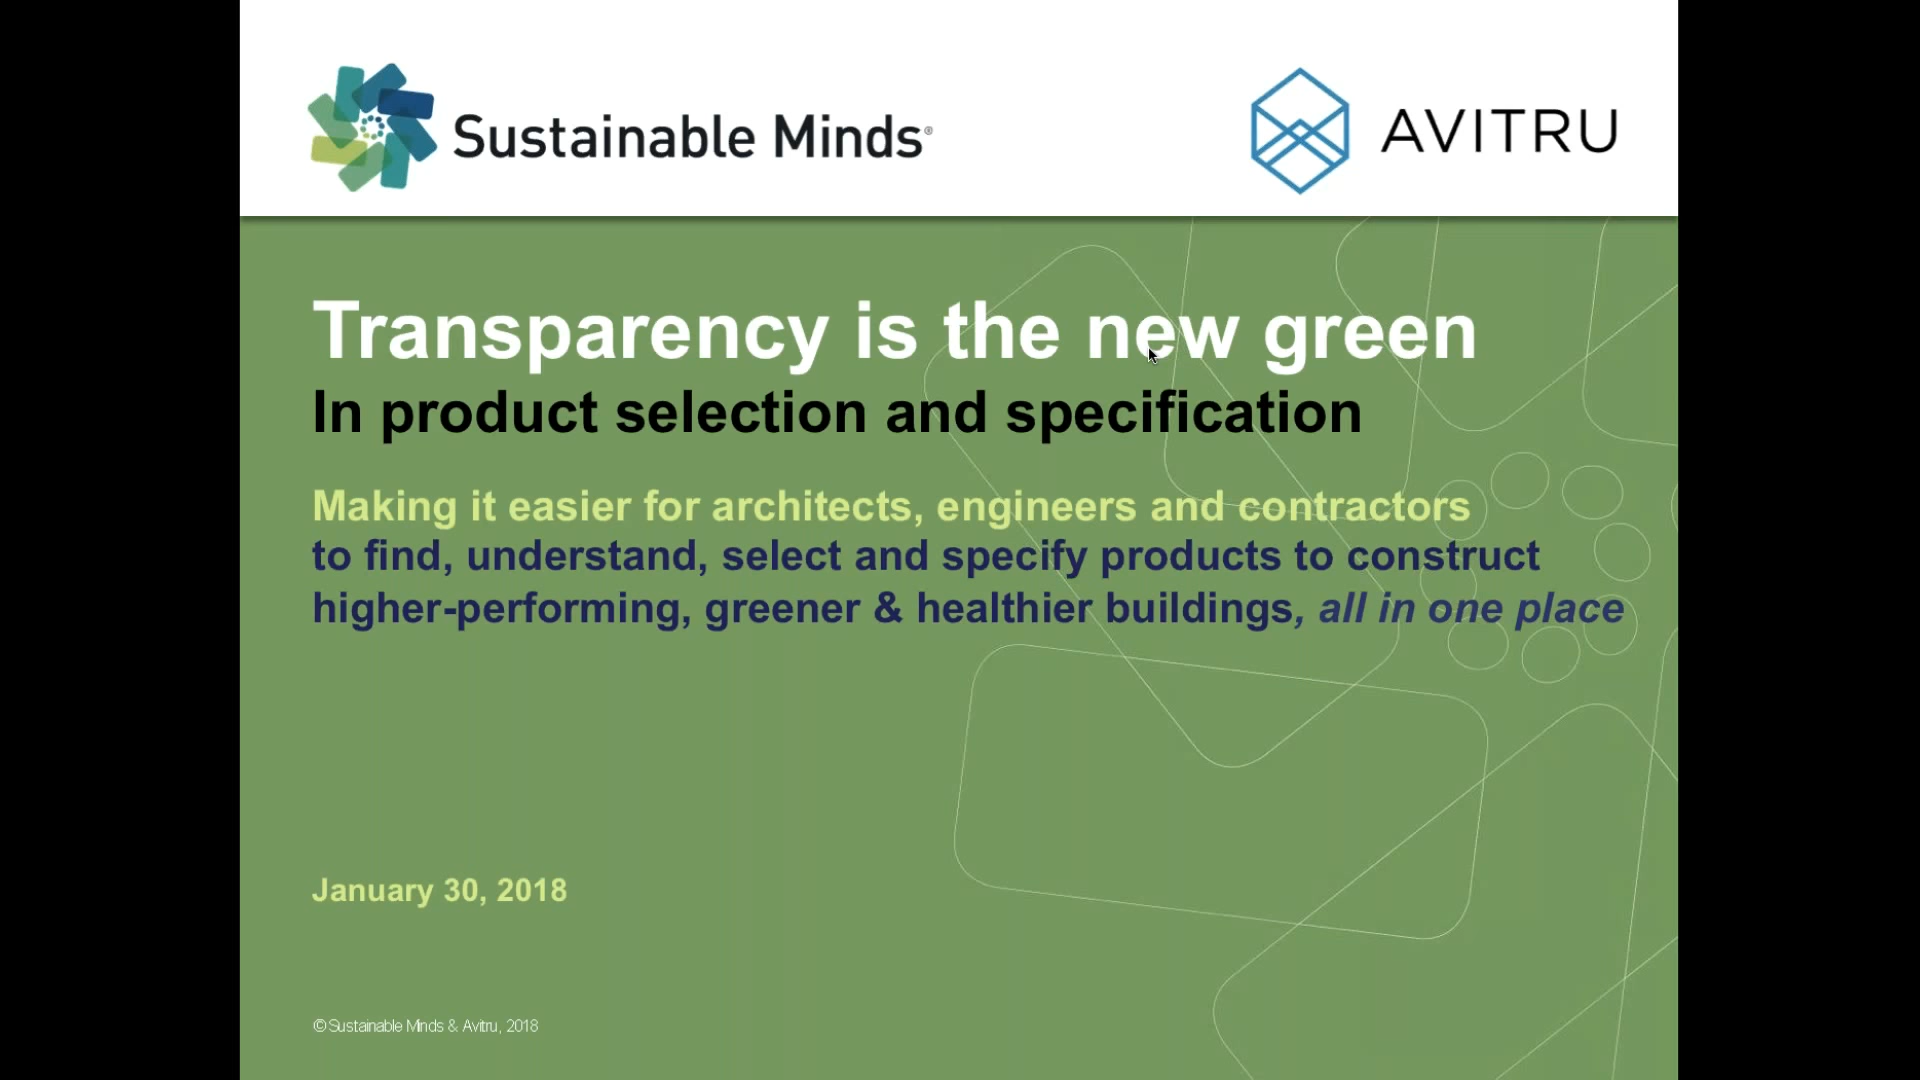 Sustainable Minds®
AVITRU
Transparency is the new green
In product selection and specification
Making it easier for architects, engineers and contractors
to find, understand, select and specify products to construct
higher-performing, greener & healthier buildings, all in one place
January 30, 2018
© Sustainable Minds & Avitru, 2018